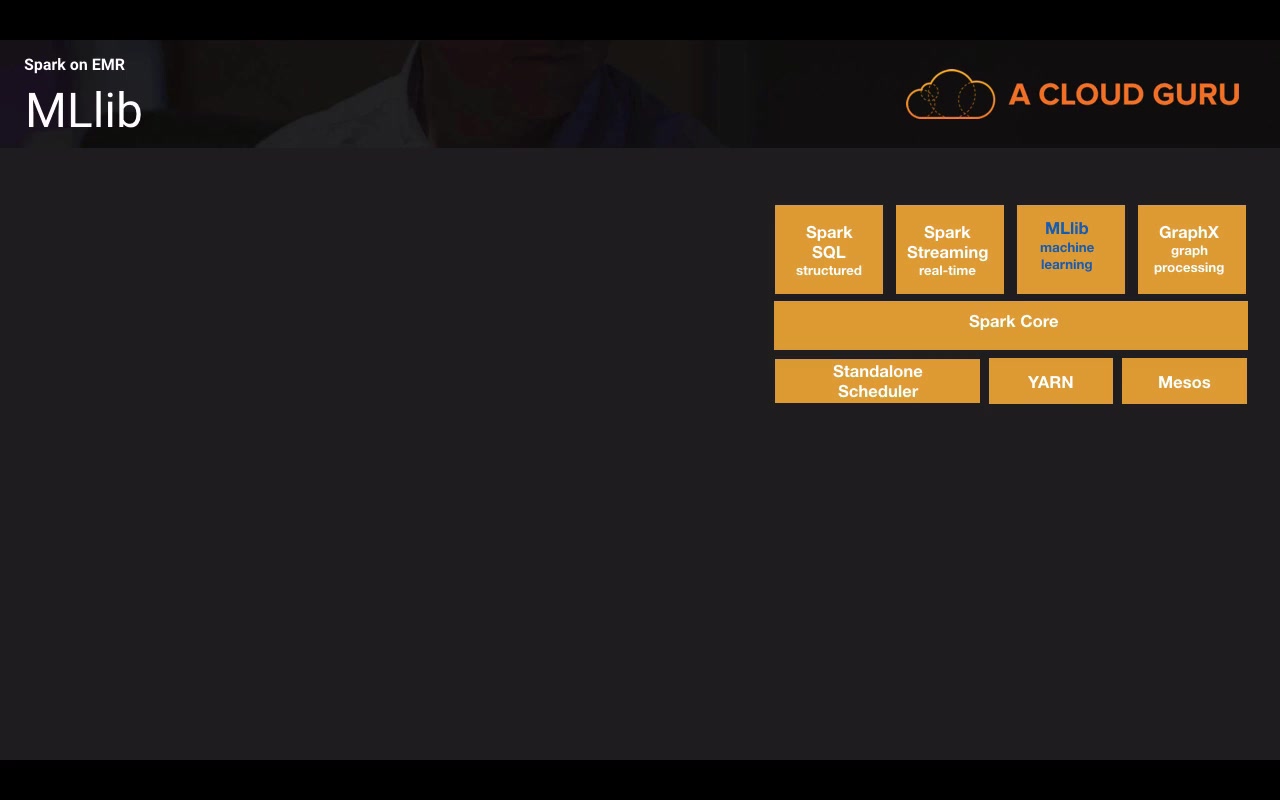 Spark on EMR
MLlib
A CLOUD GURU
Spark
SQL
structured
Spark
Streaming
real-time
MLlib
machine
learning
GraphX
graph
processing
Spark Core
Standalone
Scheduler
YARN
Mesos